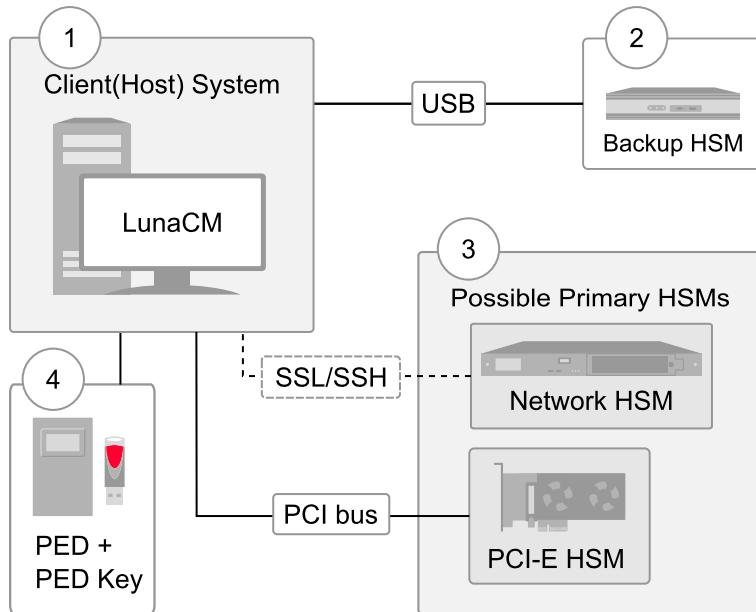 1
Client(Host) System
LunaCM
USB
2
Backup HSM
3
Possible Primary HSMs
SSL/SSH
Network HSM
4
PCI bus
PCI-E HSM
PED +
PED Key